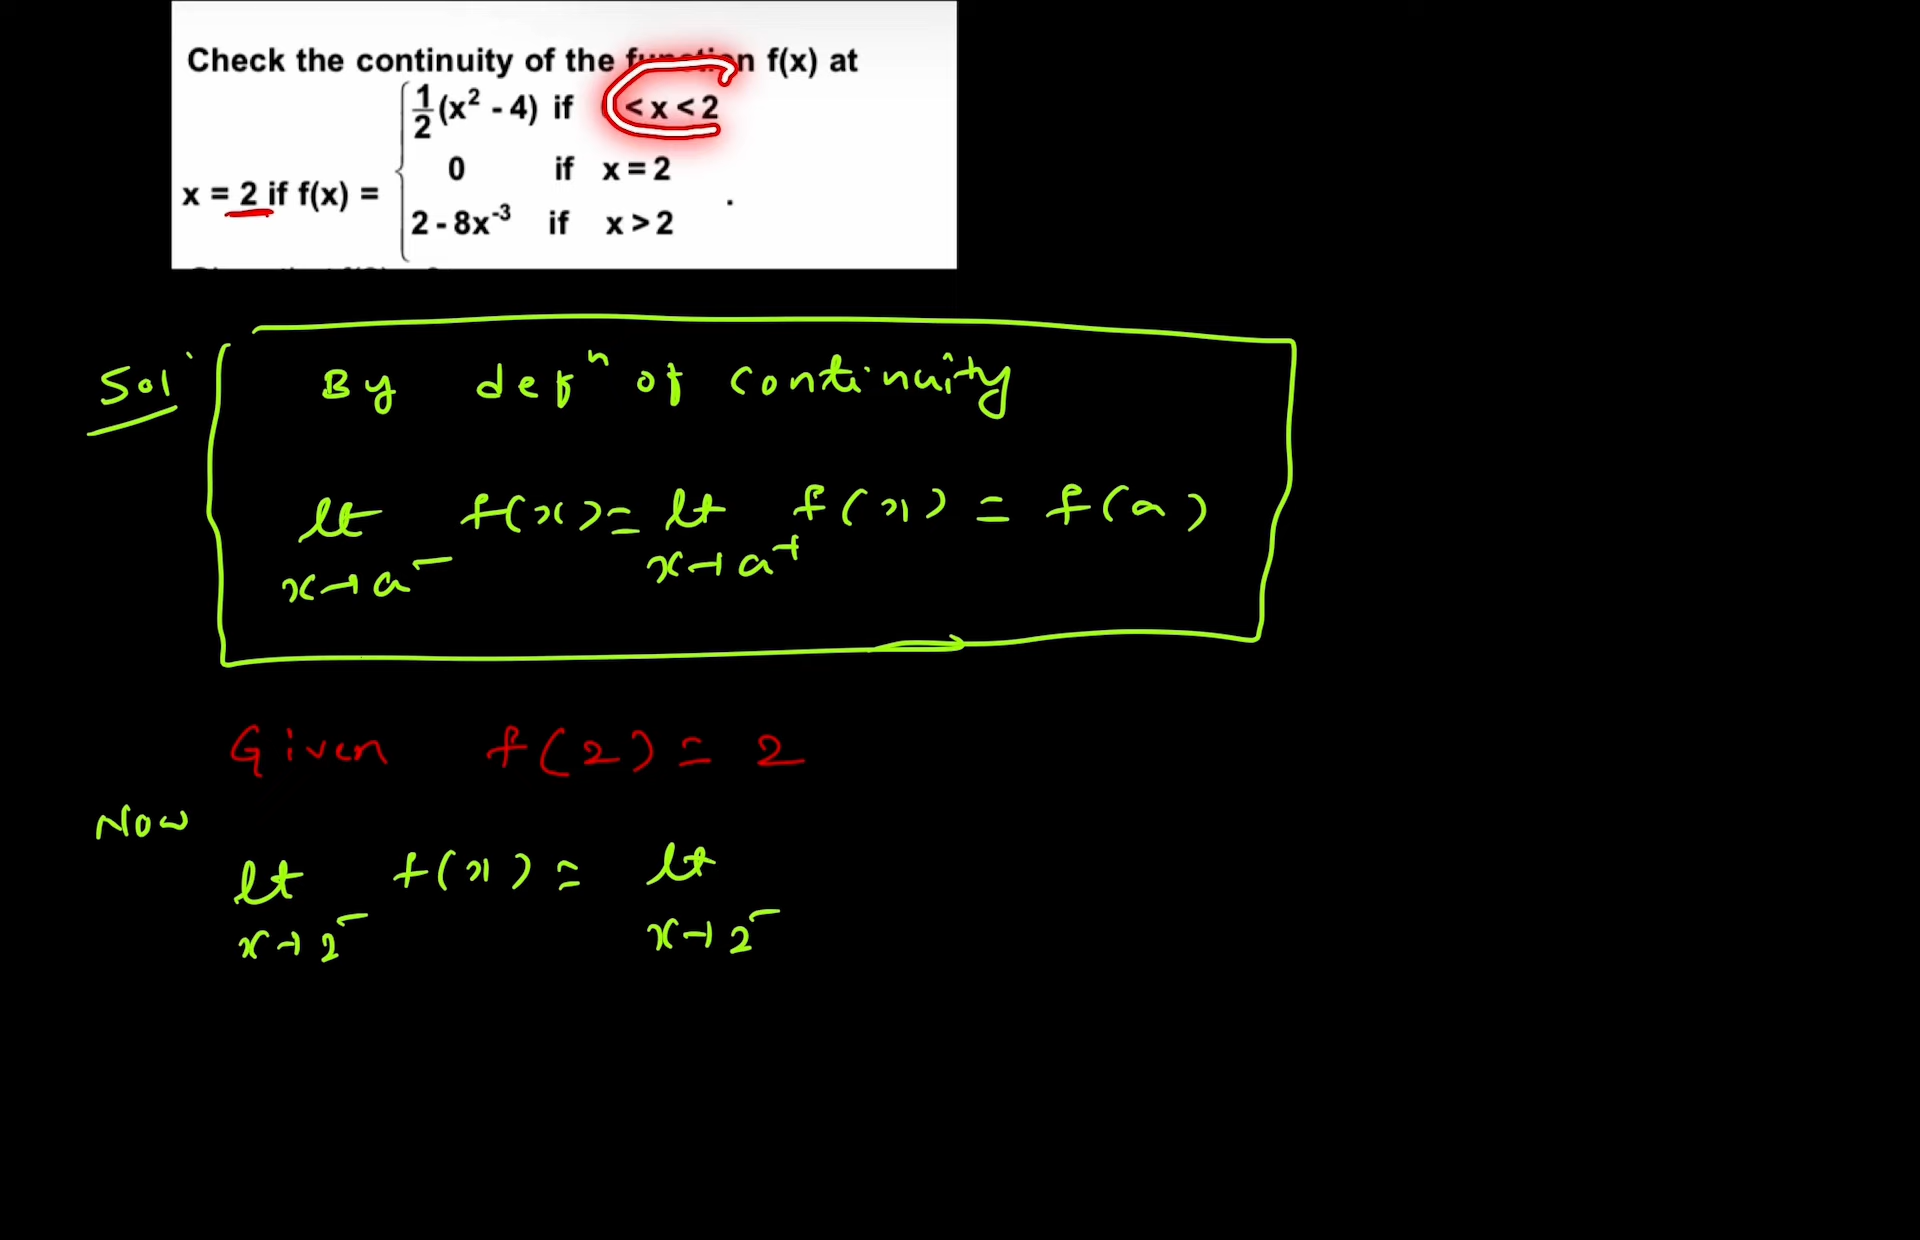 Check the continuity of the function f(x) at
½(x² - 4) if < x < 2
0 if x = 2
x = 2 if f(x) =
2 - 8x⁻³ if x > 2 .
Sol
By defⁿ of continuity
lt f(x) = lt f(x) = f(a)
x→a⁻ x→a⁺
Given f(2) = 2
Now
lt f(x) = lt
x→2⁻ x→2⁻